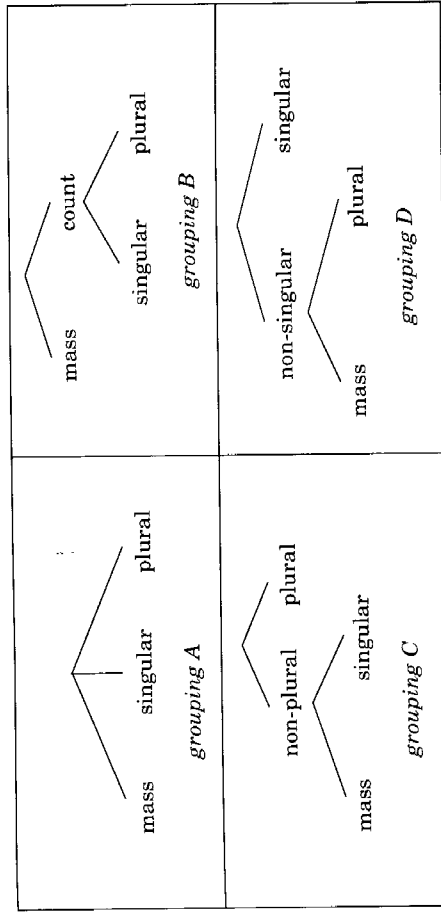 mass singular plural
grouping A
mass count
singular plural
grouping B
non-plural plural
mass singular
grouping C
non-singular singular
mass plural
grouping D